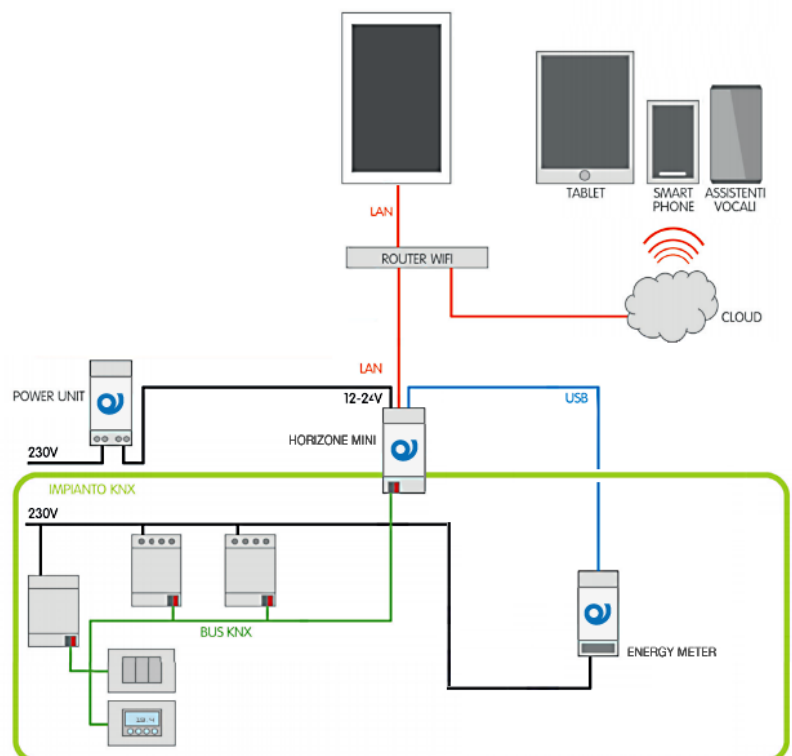 TABLET
SMART
PHONE
ASSISTENTI
VOCALI
LAN
ROUTER WIFI
CLOUD
LAN
POWER UNIT
12-24V
USB
HORIZONE MINI
230V
IMPIANTO KNX
230V
BUS KNX
ENERGY METER